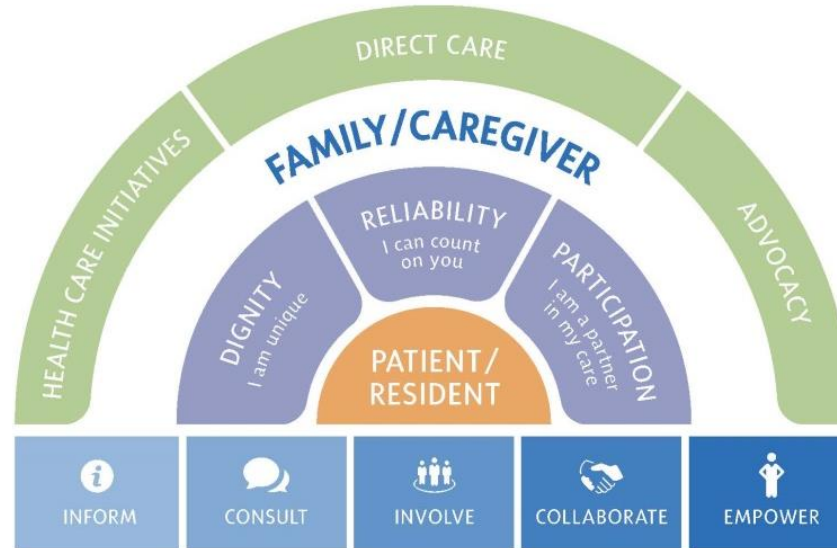 DIRECT CARE
HEALTH CARE INITIATIVES
ADVOCACY
FAMILY/CAREGIVER
DIGNITY
I am unique
RELIABILITY
I can count
on you
PARTICIPATION
I am a partner
in my care
PATIENT/
RESIDENT
INFORM
CONSULT
INVOLVE
COLLABORATE
EMPOWER